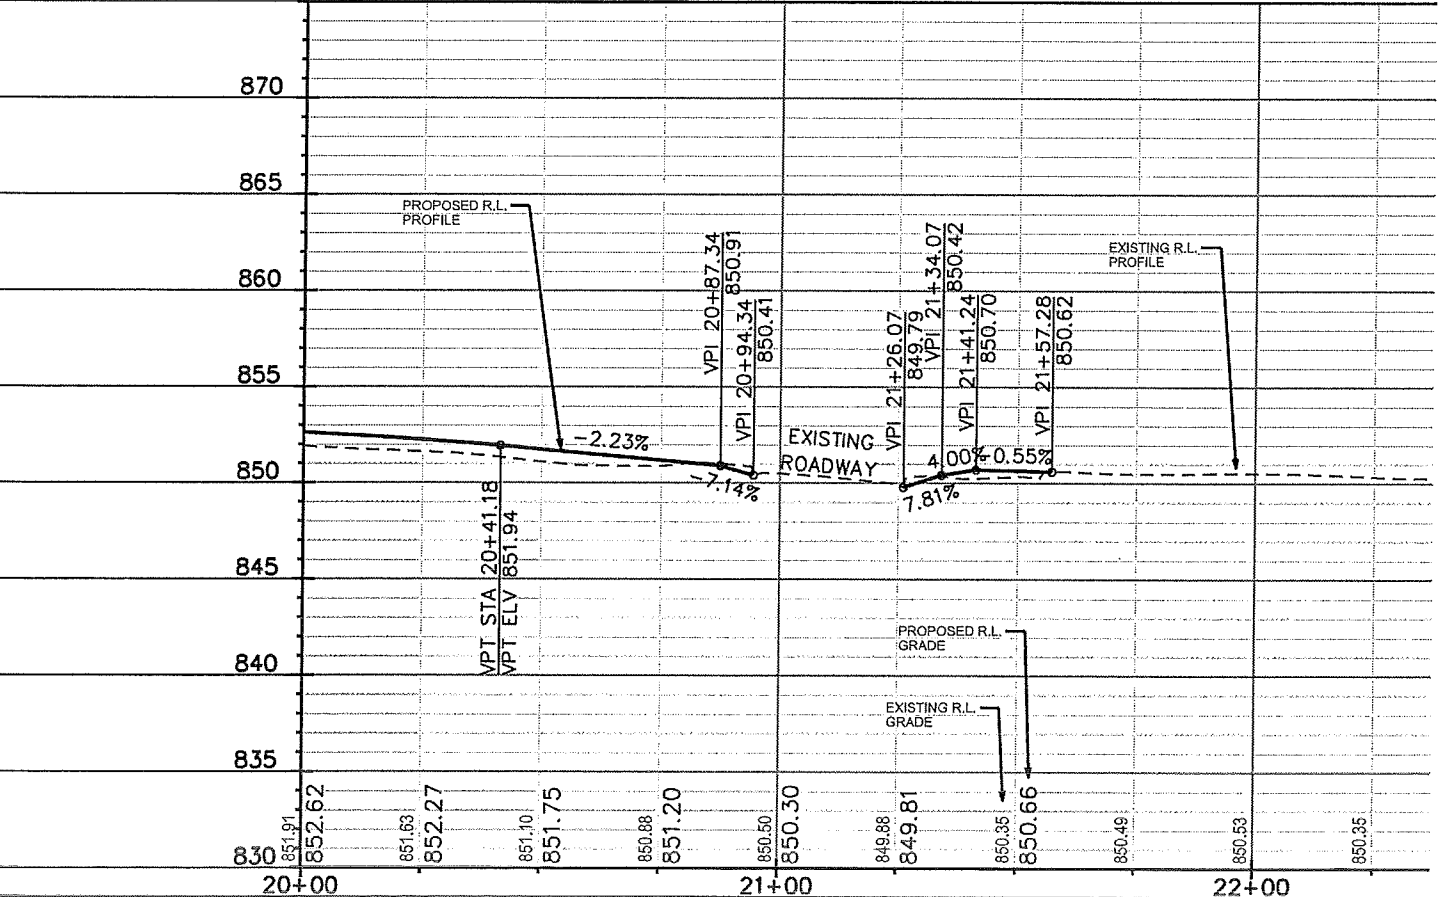 870
865
PROPOSED R.L.
PROFILE
VPI 20+87.34
850.91
VPI 20+94.34
850.41
VPI 21+26.07
849.79
VPI 21+34.07
850.42
VPI 21+41.24
850.70
VPI 21+57.28
850.62
EXISTING R.L.
PROFILE
860
855
-2.23%
EXISTING
ROADWAY
4.00%
-0.55%
850
-7.14%
7.81%
VPT STA 20+41.18
VPT ELV 851.94
845
PROPOSED R.L.
GRADE
840
EXISTING R.L.
GRADE
835
851.91
852.62
851.63
852.27
851.10
851.75
850.88
851.20
850.50
850.30
849.88
849.81
850.35
850.66
850.49
850.53
850.35
830
20+00
21+00
22+00